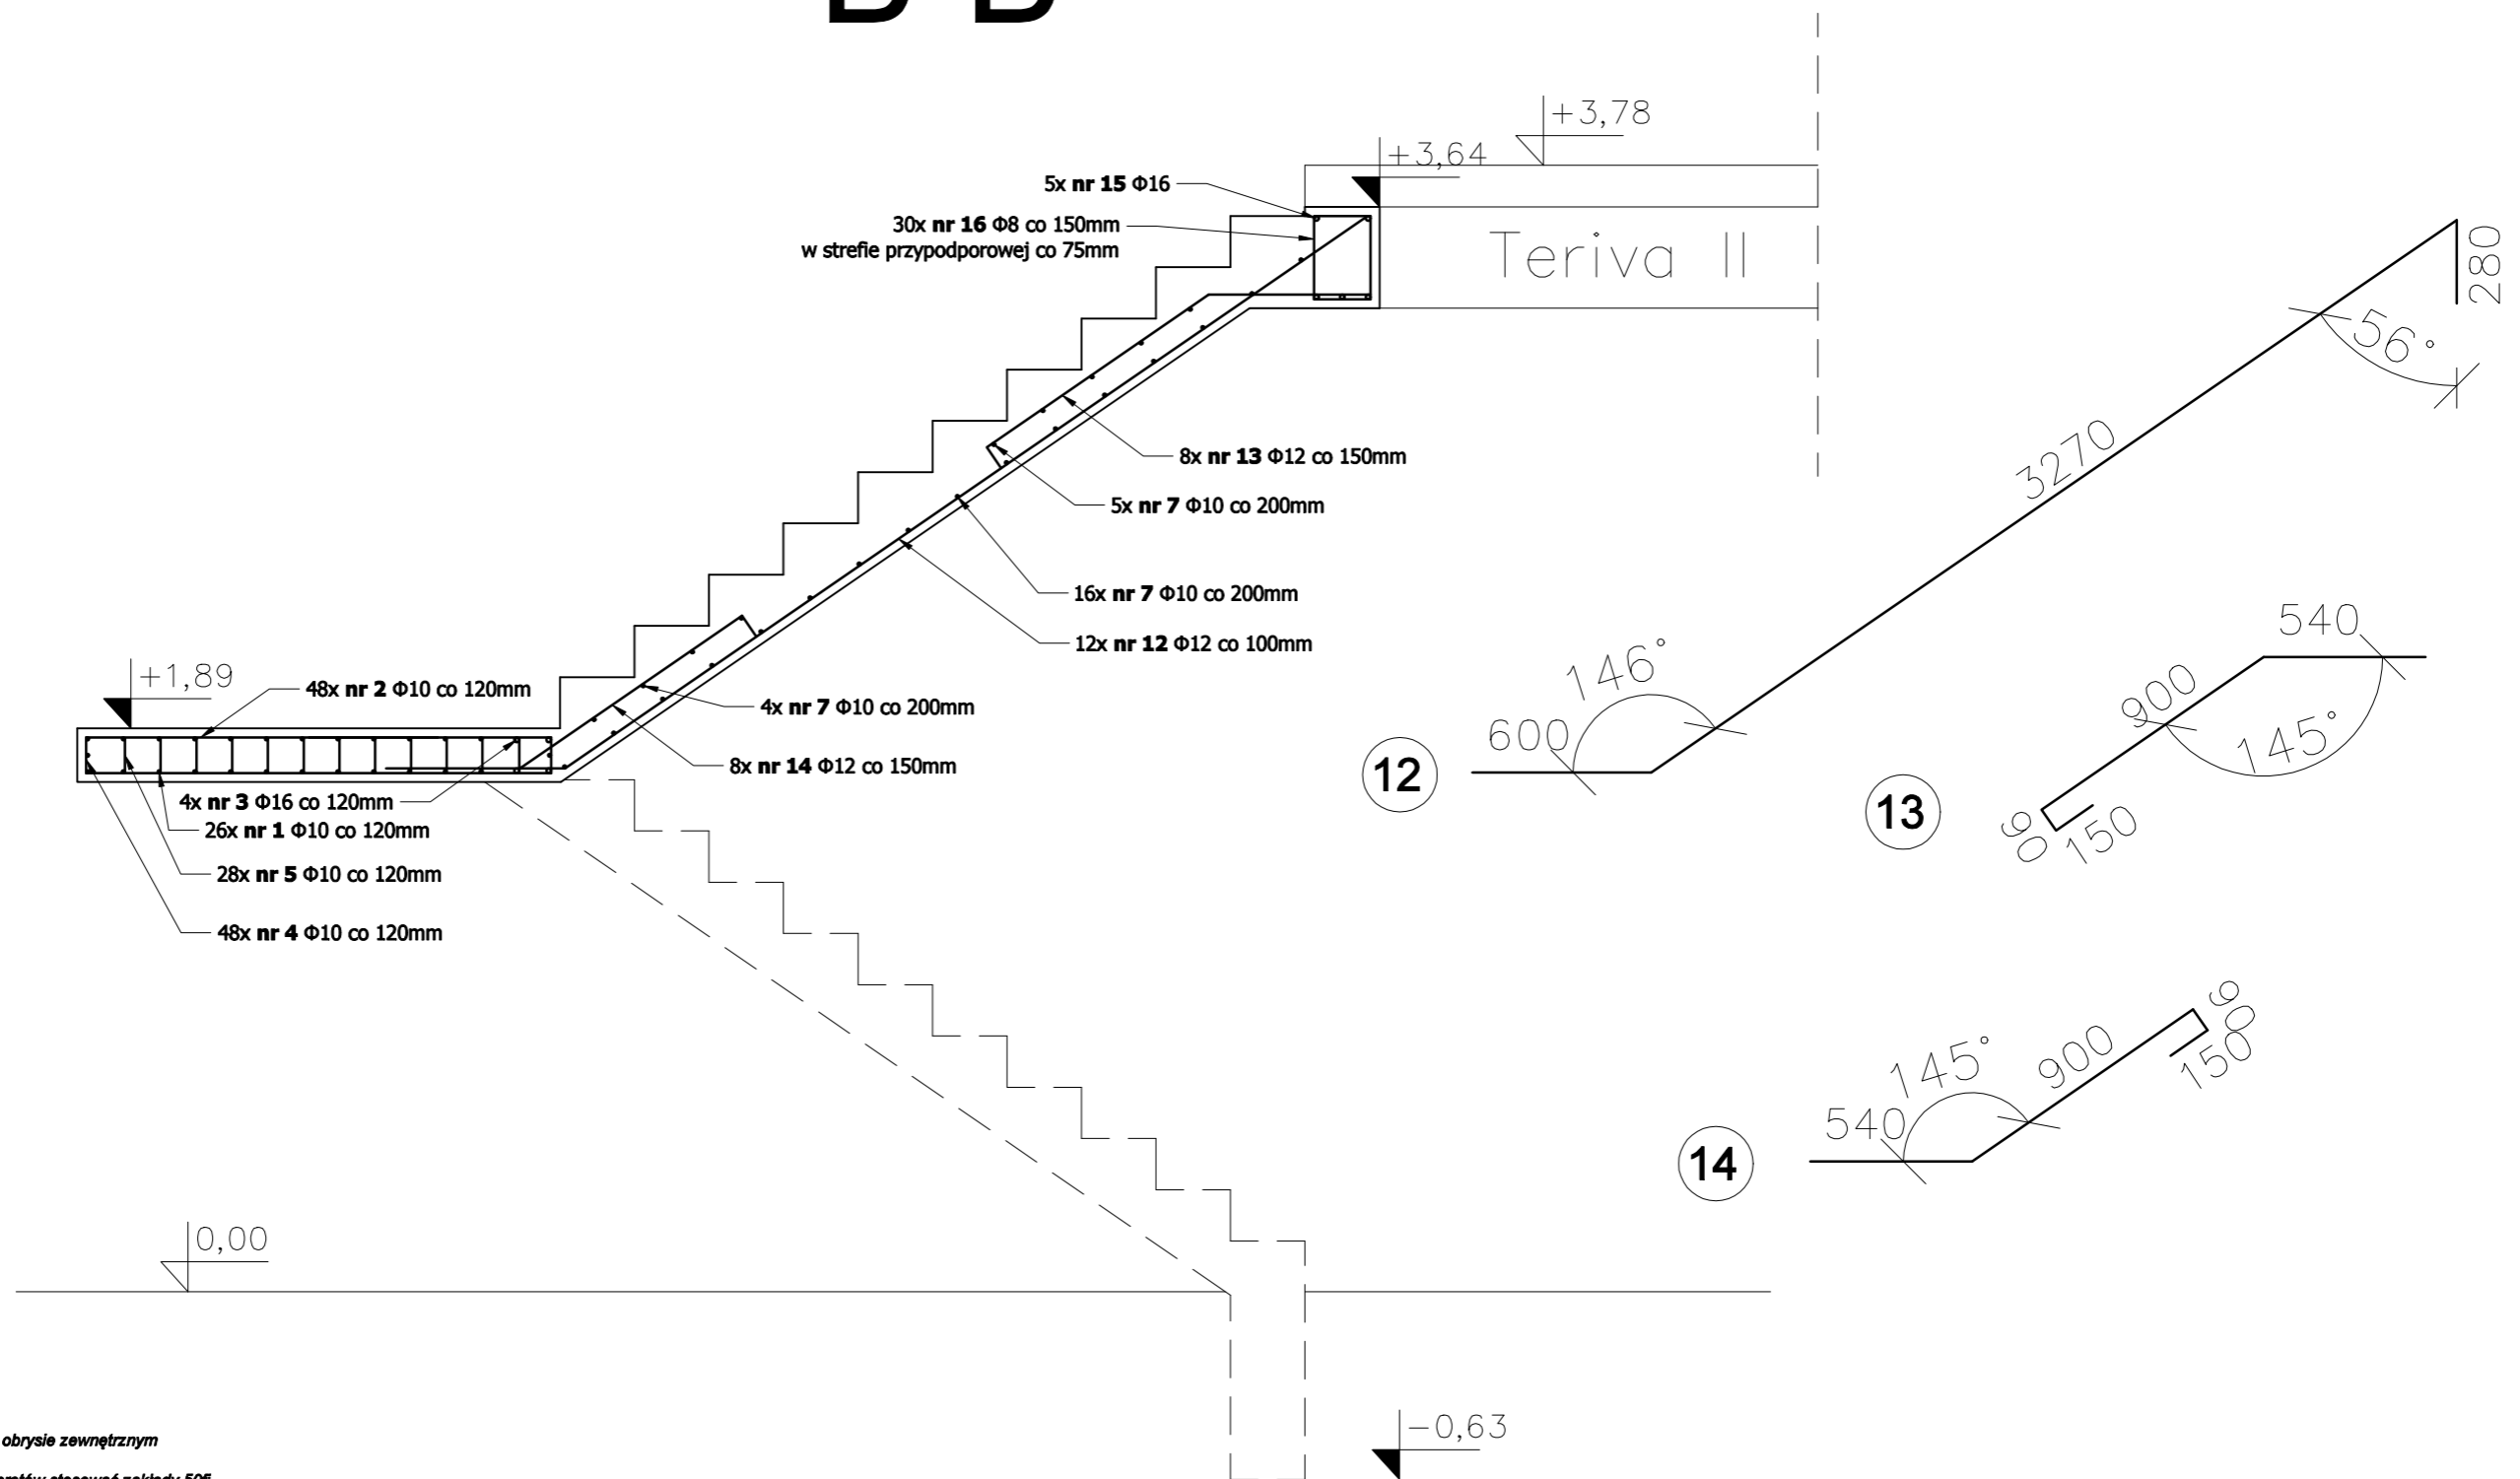 B-B
+3,78
+3,64
5x nr 15 Φ16
30x nr 16 Φ8 co 150mm
w strefie przypodporowej co 75mm
Teriva II
280
56°
3270
8x nr 13 Φ12 co 150mm
5x nr 7 Φ10 co 200mm
16x nr 7 Φ10 co 200mm
12x nr 12 Φ12 co 100mm
+1,89
48x nr 2 Φ10 co 120mm
4x nr 7 Φ10 co 200mm
8x nr 14 Φ12 co 150mm
4x nr 3 Φ16 co 120mm
26x nr 1 Φ10 co 120mm
28x nr 5 Φ10 co 120mm
48x nr 4 Φ10 co 120mm
146°
600
12
540
900
145°
90
150
13
90
150
900
145°
540
14
0,00
-0,63
obrysie zewnętrznym
stosować zakłady 50fi